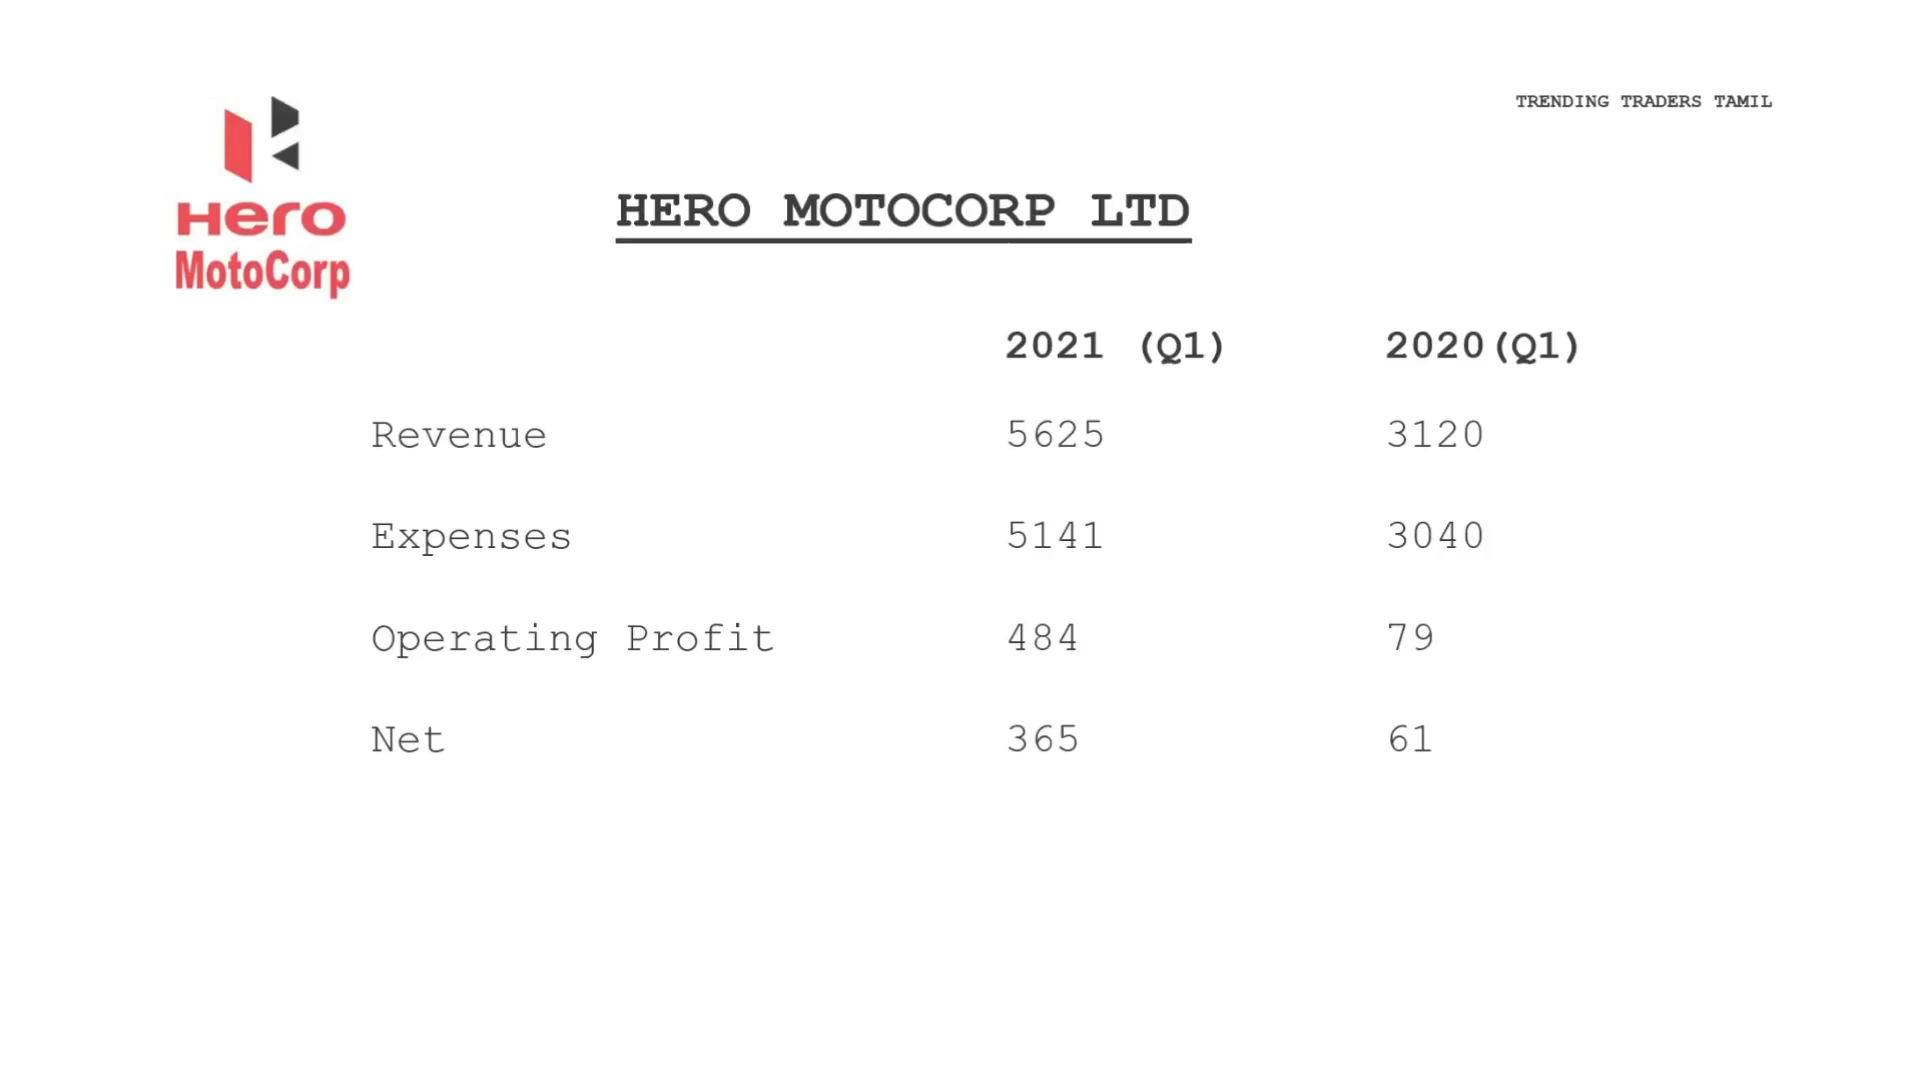 TRENDING TRADERS TAMIL
Hero
MotoCorp
HERO MOTOCORP LTD
2021 (Q1) 2020(Q1)
Revenue 5625 3120
Expenses 5141 3040
Operating Profit 484 79
Net 365 61